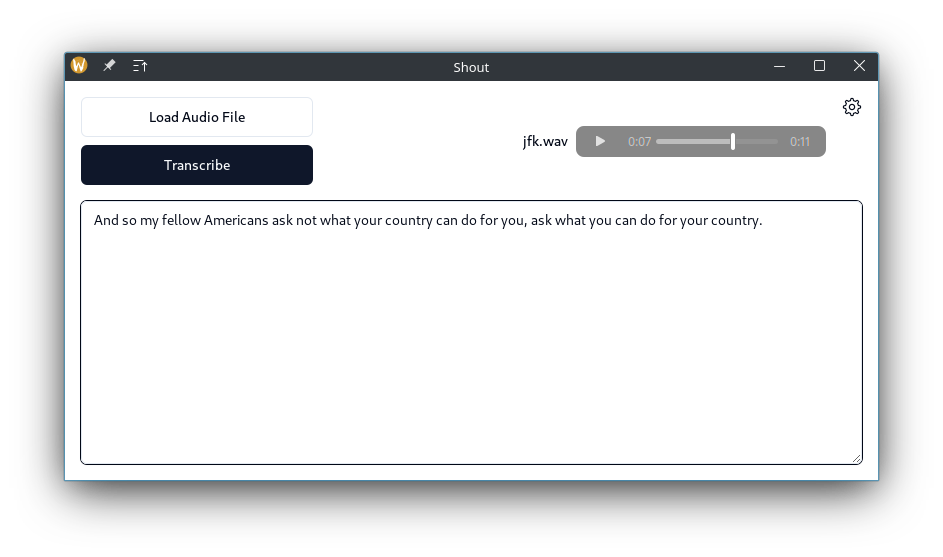 Shout
Load Audio File
jfk.wav 0:07 0:11
Transcribe
And so my fellow Americans ask not what your country can do for you, ask what you can do for your country.